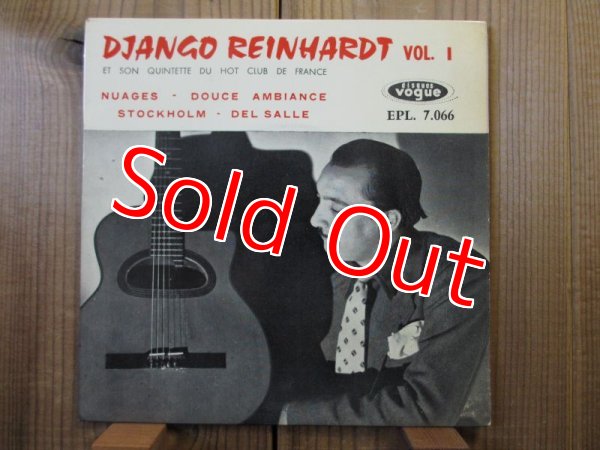 DJANGO REINHARDT VOL. 1
ET SON QUINTETTE DU HOT CLUB DE FRANCE
NUAGES - DOUCE AMBIANCE
STOCKHOLM - DEL SALLE
disques
vogue
EPL. 7.066
Sold Out